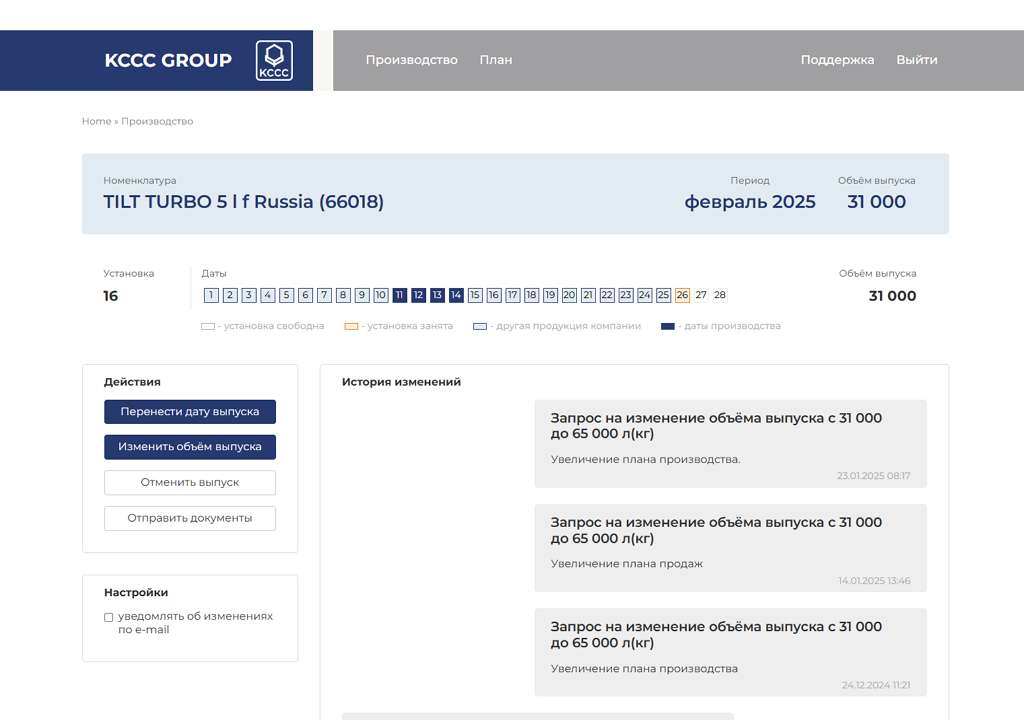 KCCC GROUP
KCCC
Производство План
Поддержка Выйти
Home » Производство
Номенклатура
TILT TURBO 5 l f Russia (66018)
Период
февраль 2025
Объём выпуска
31 000
Установка
16
Даты
1 2 3 4 5 6 7 8 9 10 11 12 13 14 15 16 17 18 19 20 21 22 23 24 25 26 27 28
- установка свободна - установка занята - другая продукция компании - даты производства
Объём выпуска
31 000
Действия
Перенести дату выпуска
Изменить объём выпуска
Отменить выпуск
Отправить документы
Настройки
уведомлять об изменениях
по e-mail
История изменений
Запрос на изменение объёма выпуска с 31 000
до 65 000 л(кг)
Увеличение плана производства.
23.01.2025 08:17
Запрос на изменение объёма выпуска с 31 000
до 65 000 л(кг)
Увеличение плана продаж
14.01.2025 13:46
Запрос на изменение объёма выпуска с 31 000
до 65 000 л(кг)
Увеличение плана производства
24.12.2024 11:21